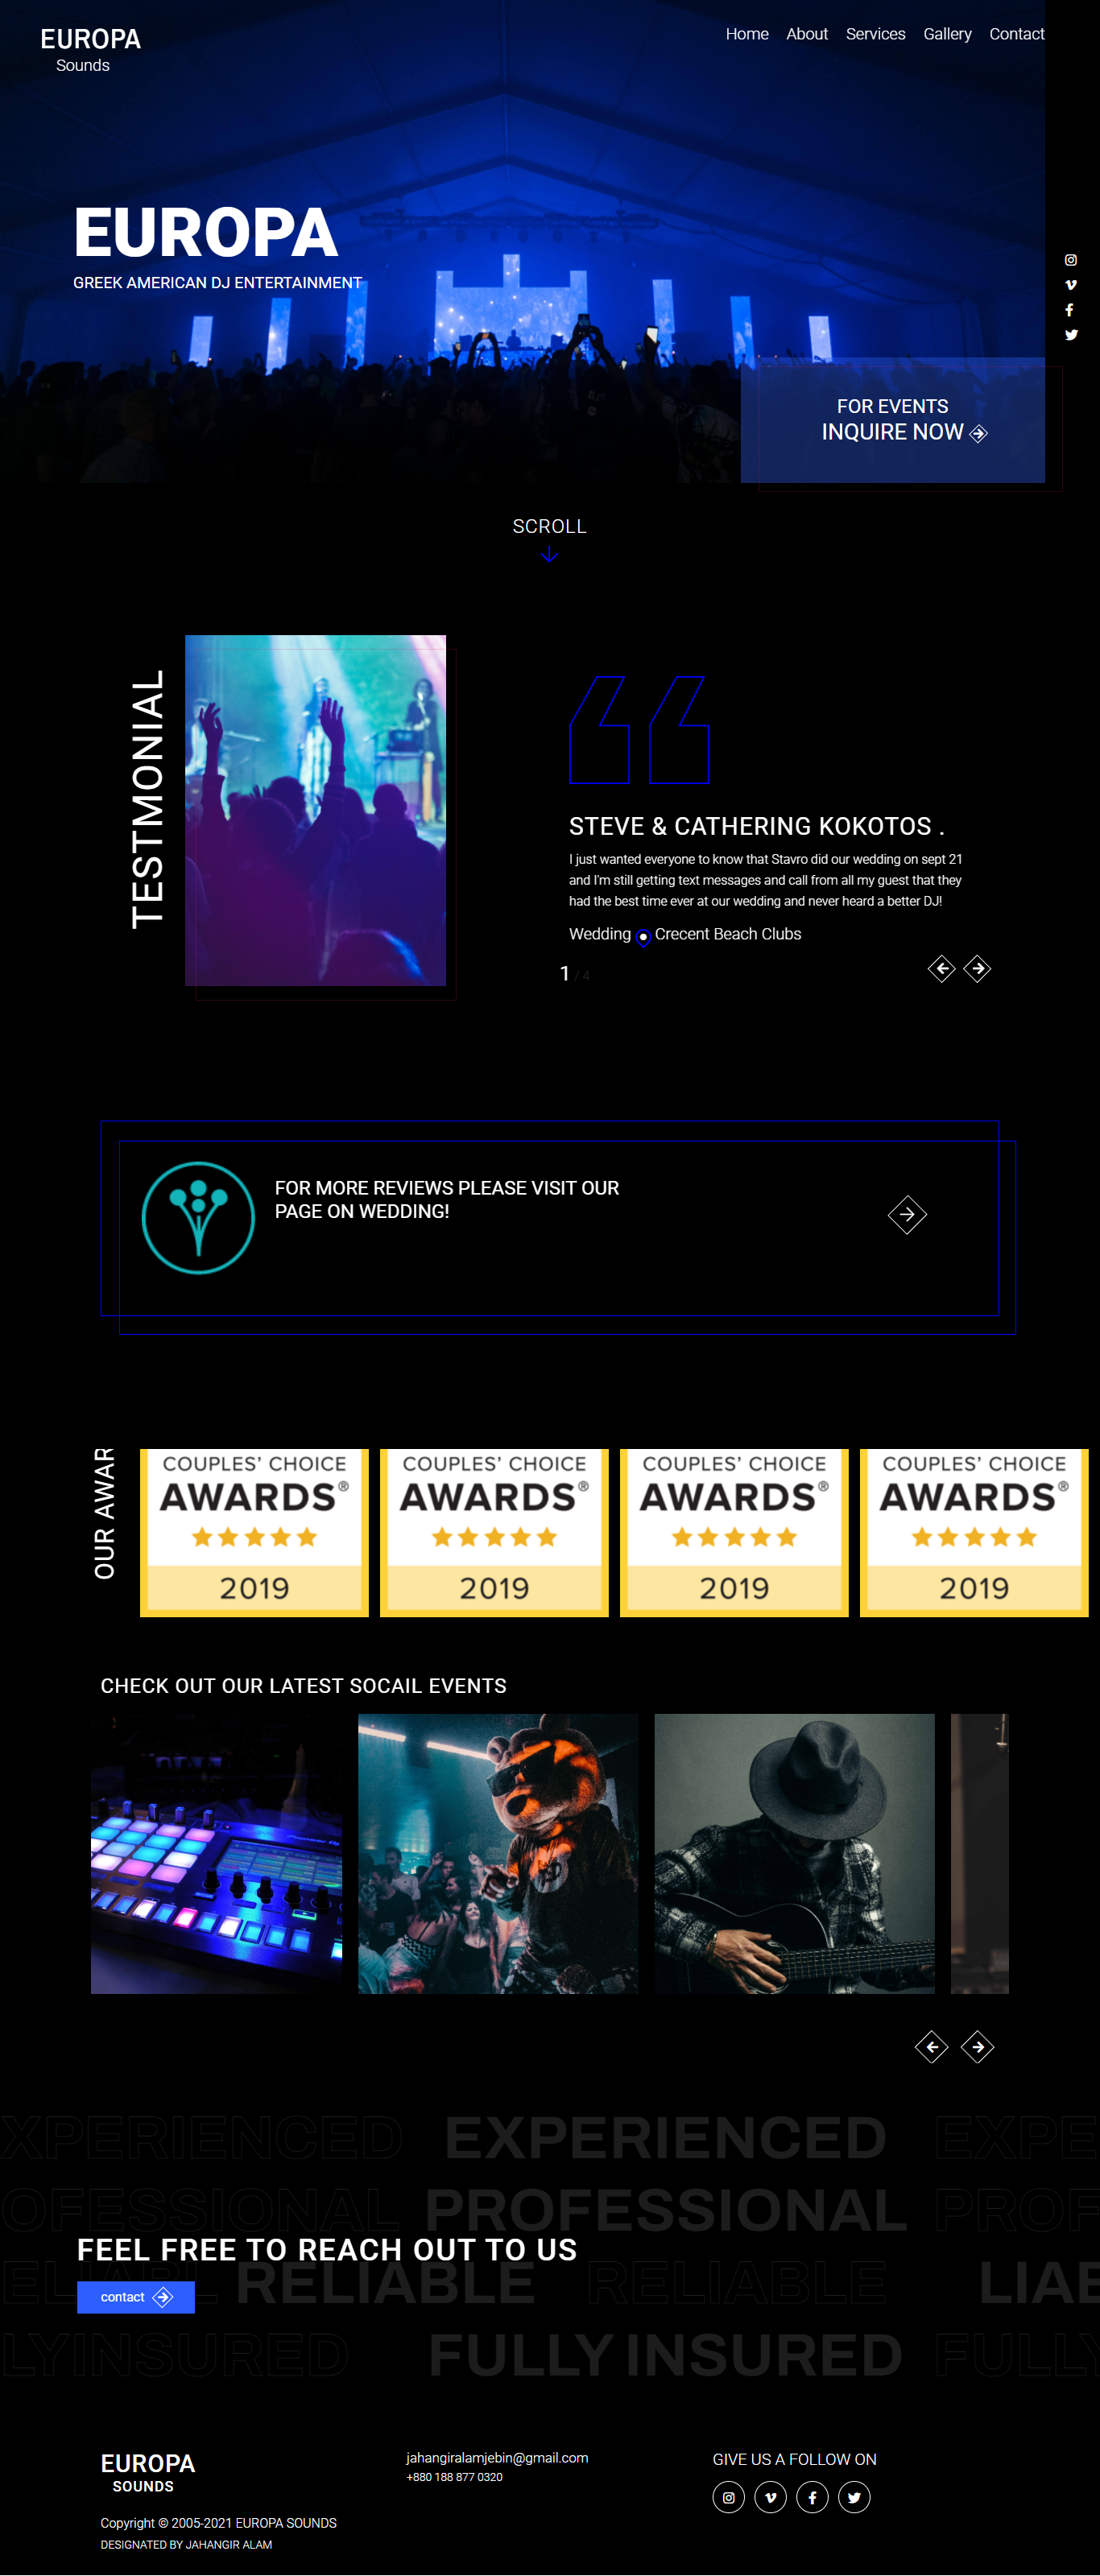 EUROPA
Sounds
Home About Services Gallery Contact
EUROPA
GREEK AMERICAN DJ ENTERTAINMENT
FOR EVENTS
INQUIRE NOW
SCROLL
TESTMONIAL
STEVE & CATHERING KOKOTOS .
I just wanted everyone to know that Stavro did our wedding on sept 21
and I'm still getting text messages and call from all my guest that they
had the best time ever at our wedding and never heard a better DJ!
Wedding Crecent Beach Clubs
1 / 4
FOR MORE REVIEWS PLEASE VISIT OUR
PAGE ON WEDDING!
OUR AWAR
COUPLES' CHOICE
AWARDS®
2019
COUPLES' CHOICE
AWARDS®
2019
COUPLES' CHOICE
AWARDS®
2019
COUPLES' CHOICE
AWARDS®
2019
CHECK OUT OUR LATEST SOCAIL EVENTS
XPERIENCED EXPERIENCED EXPE
OFESSIONAL PROFESSIONAL PROF
FEEL FREE TO REACH OUT TO US
RELIABLE RELIABLE LIAB
contact
LYINSURED FULLY INSURED FULLY
EUROPA
SOUNDS
Copyright © 2005-2021 EUROPA SOUNDS
DESIGNATED BY JAHANGIR ALAM
jahangiralamjebin@gmail.com
+880 188 877 0320
GIVE US A FOLLOW ON